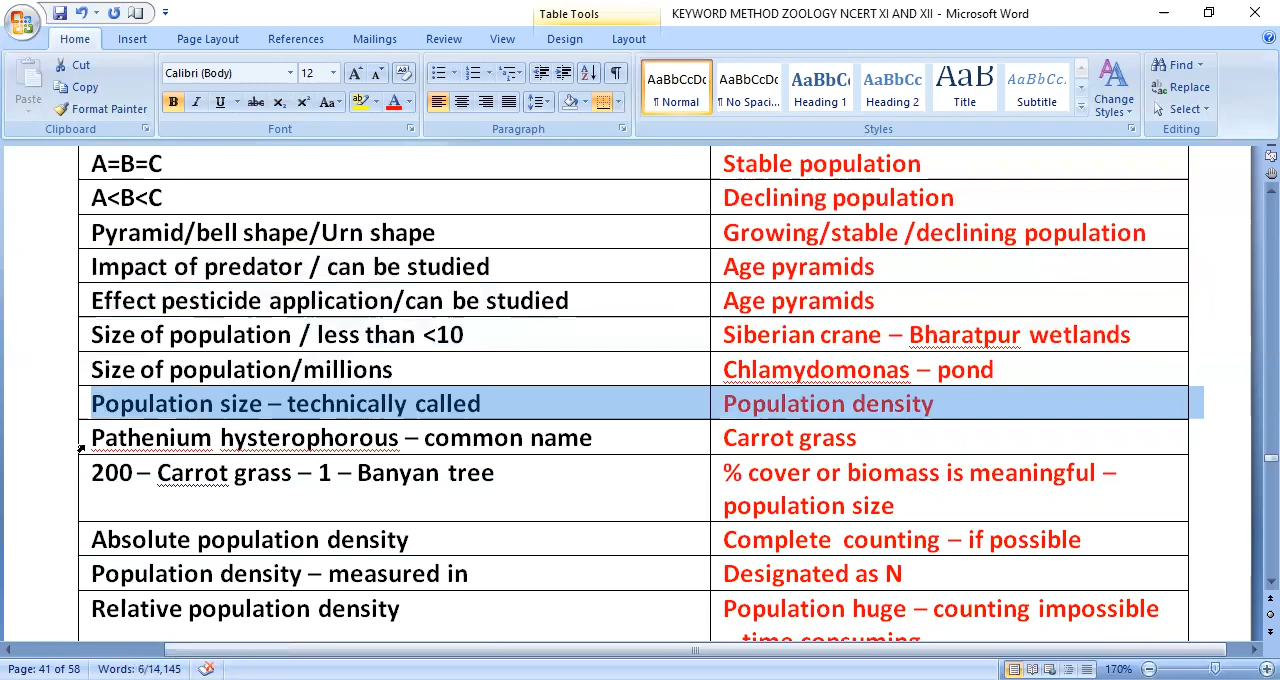 Table Tools
KEYWORD METHOD ZOOLOGY NCERT XI AND XII - Microsoft Word
Home Insert Page Layout References Mailings Review View Design Layout
Paste
Cut
Copy
Format Painter
Clipboard
Calibri (Body) 12
Font
Paragraph
AaBbCcDc AaBbCcDc AaBbC AaBbCc AaB AaBbCc.
¶ Normal ¶ No Spaci... Heading 1 Heading 2 Title Subtitle
Change Styles
Styles
Find
Replace
Select
Editing
A=B=C Stable population
A<B<C Declining population
Pyramid/bell shape/Urn shape Growing/stable /declining population
Impact of predator / can be studied Age pyramids
Effect pesticide application/can be studied Age pyramids
Size of population / less than <10 Siberian crane – Bharatpur wetlands
Size of population/millions Chlamydomonas – pond
Population size – technically called Population density
Pathenium hysterophorous – common name Carrot grass
200 – Carrot grass – 1 – Banyan tree % cover or biomass is meaningful –
population size
Absolute population density Complete counting – if possible
Population density – measured in Designated as N
Relative population density Population huge – counting impossible
– time consuming
Page: 41 of 58 Words: 6/14,145 170%